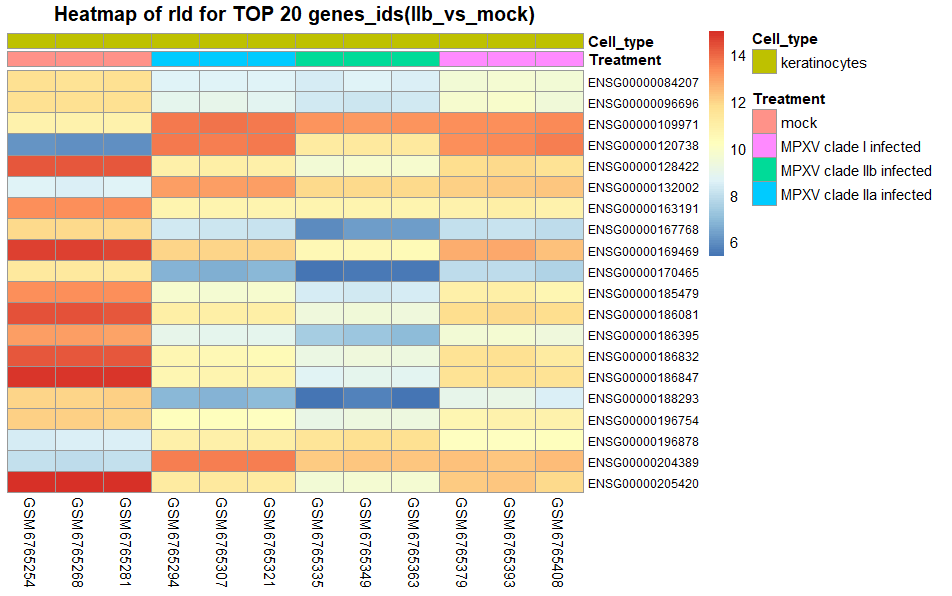 Heatmap of rld for TOP 20 genes_ids(IIb_vs_mock)
Cell_type
Treatment
ENSG00000084207
ENSG00000096696
ENSG00000109971
ENSG00000120738
ENSG00000128422
ENSG00000132002
ENSG00000163191
ENSG00000167768
ENSG00000169469
ENSG00000170465
ENSG00000185479
ENSG00000186081
ENSG00000186395
ENSG00000186832
ENSG00000186847
ENSG00000188293
ENSG00000196754
ENSG00000196878
ENSG00000204389
ENSG00000205420
GSM6765254
GSM6765268
GSM6765281
GSM6765294
GSM6765307
GSM6765321
GSM6765335
GSM6765349
GSM6765363
GSM6765379
GSM6765393
GSM6765408
14
12
10
8
6
Cell_type
keratinocytes
Treatment
mock
MPXV clade I infected
MPXV clade IIb infected
MPXV clade IIa infected